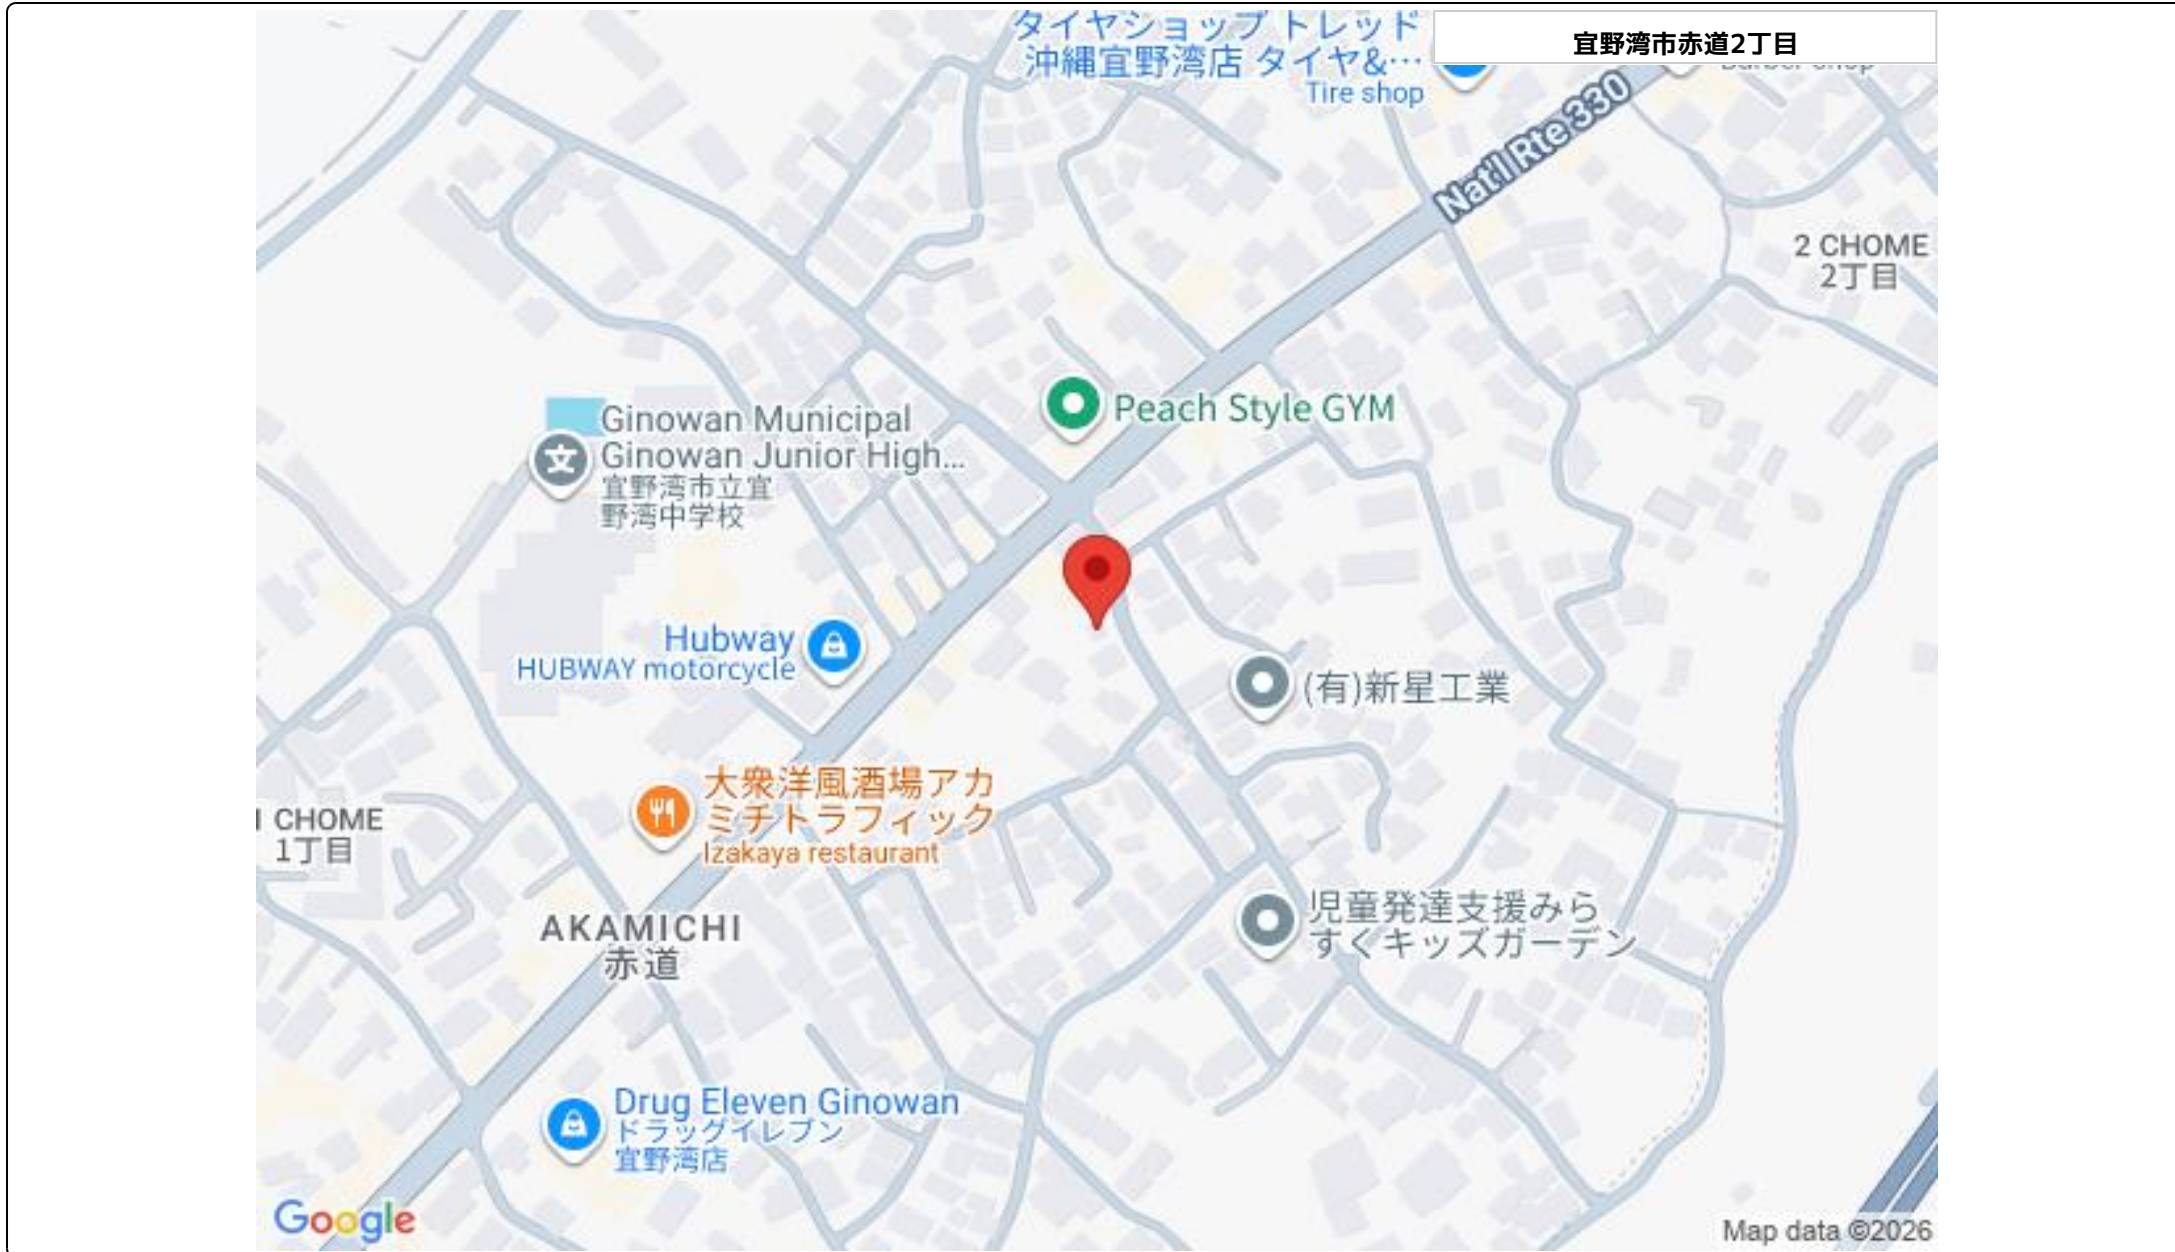 タイヤショップ トレッド
沖縄宜野湾店 タイヤ&…
Tire shop
宜野湾市赤道2丁目
Barber shop
Nat'l Rte 330
2 CHOME
2丁目
Peach Style GYM
Ginowan Municipal
Ginowan Junior High...
宜野湾市立宜
野湾中学校
Hubway
HUBWAY motorcycle
(有)新星工業
大衆洋風酒場アカ
ミチトラフィック
Izakaya restaurant
1 CHOME
1丁目
AKAMICHI
赤道
児童発達支援みら
すくキッズガーデン
Drug Eleven Ginowan
ドラッグイレブン
宜野湾店
Google
Map data ©2026